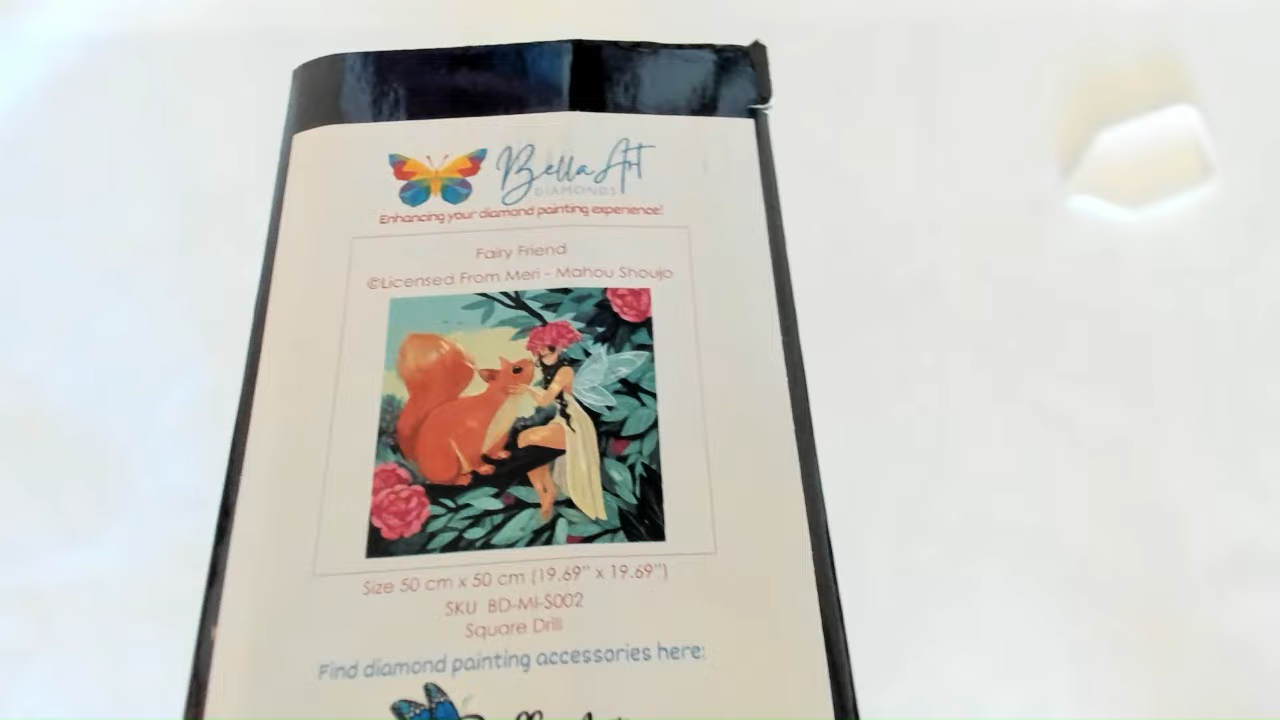 Bella Art
DIAMONDS
Enhancing your diamond painting experience!
Fairy Friend
©Licensed From Meri - Mahou Shoujo
Size 50 cm x 50 cm (19.69" x 19.69")
SKU BD-MI-S002
Square Drill
Find diamond painting accessories here: